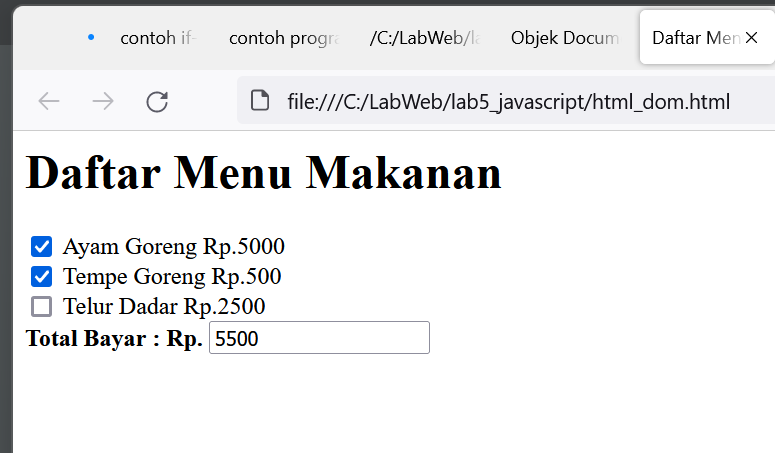 contoh if-
contoh progra
/C:/LabWeb/la
Objek Docum
Daftar Men
file:///C:/LabWeb/lab5_javascript/html_dom.html
Daftar Menu Makanan
Ayam Goreng Rp.5000
Tempe Goreng Rp.500
Telur Dadar Rp.2500
Total Bayar : Rp. 5500